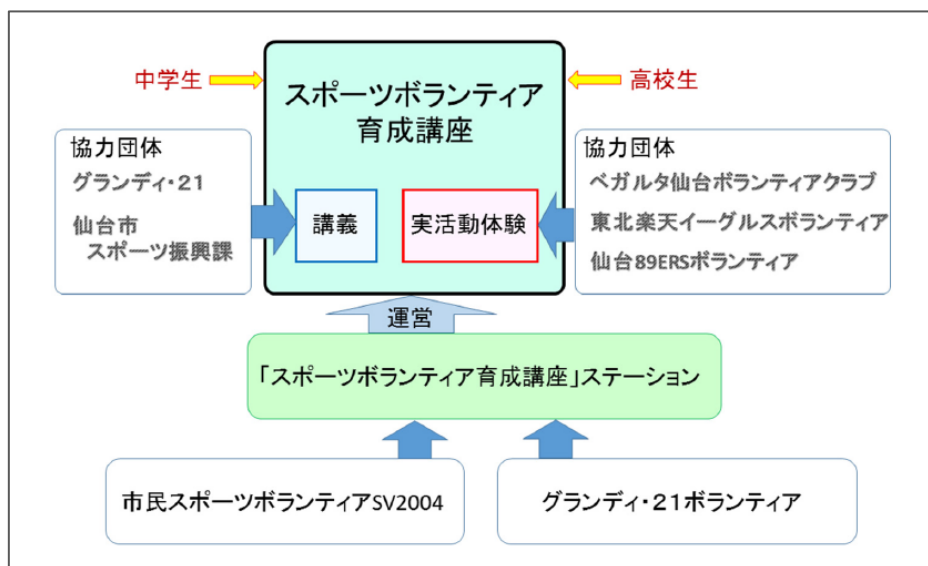 中学生
高校生
スポーツボランティア
育成講座
協力団体
グランディ・21
仙台市
スポーツ振興課
講義
実活動体験
協力団体
ベガルタ仙台ボランティアクラブ
東北楽天イーグルスボランティア
仙台89ERSボランティア
運営
「スポーツボランティア育成講座」ステーション
市民スポーツボランティアSV2004
グランディ・21ボランティア